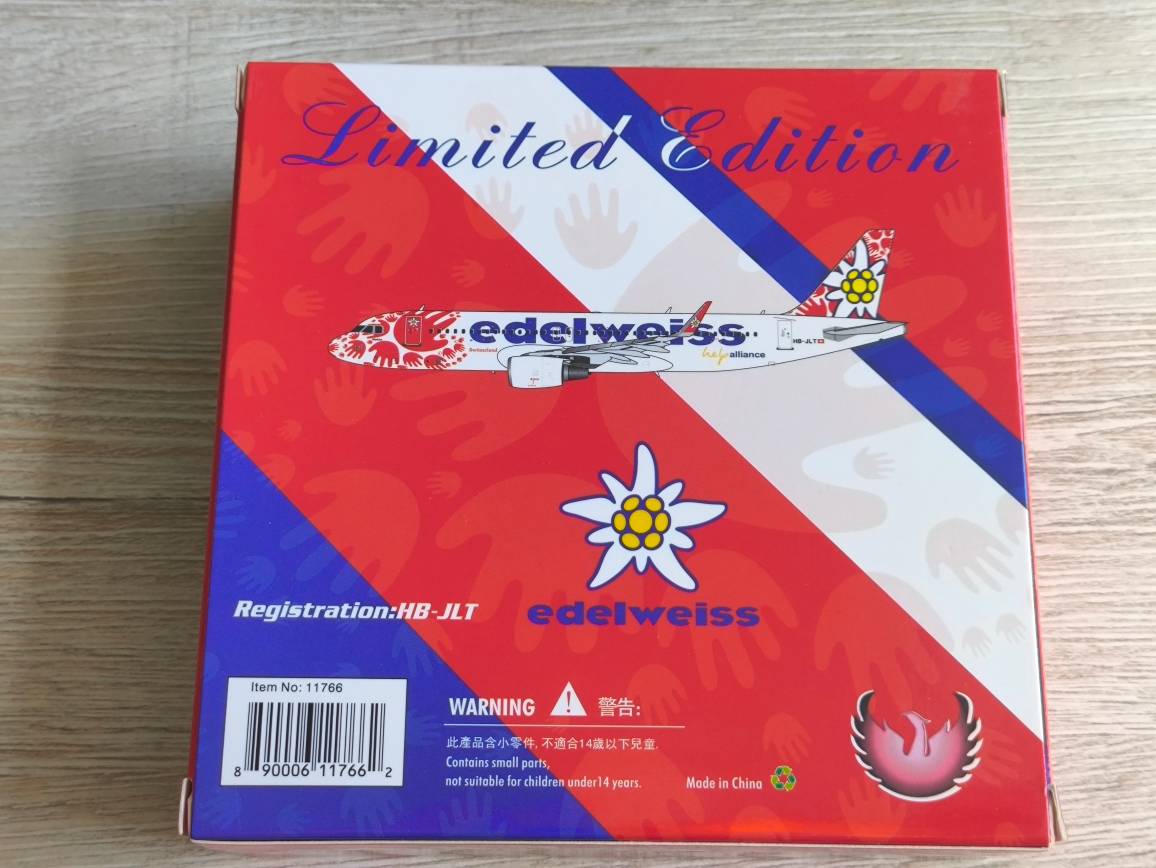 Limited Edition
edelweiss
Switzerland
help alliance
HB-JLT
edelweiss
Registration:HB-JLT
Item No: 11766
8 90006 11766 2
WARNING 警告:
此產品含小零件, 不適合14歲以下兒童.
Contains small parts,
not suitable for children under14 years.
Made in China